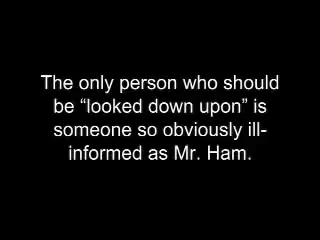 The only person who should
be “looked down upon” is
someone so obviously ill-
informed as Mr. Ham.